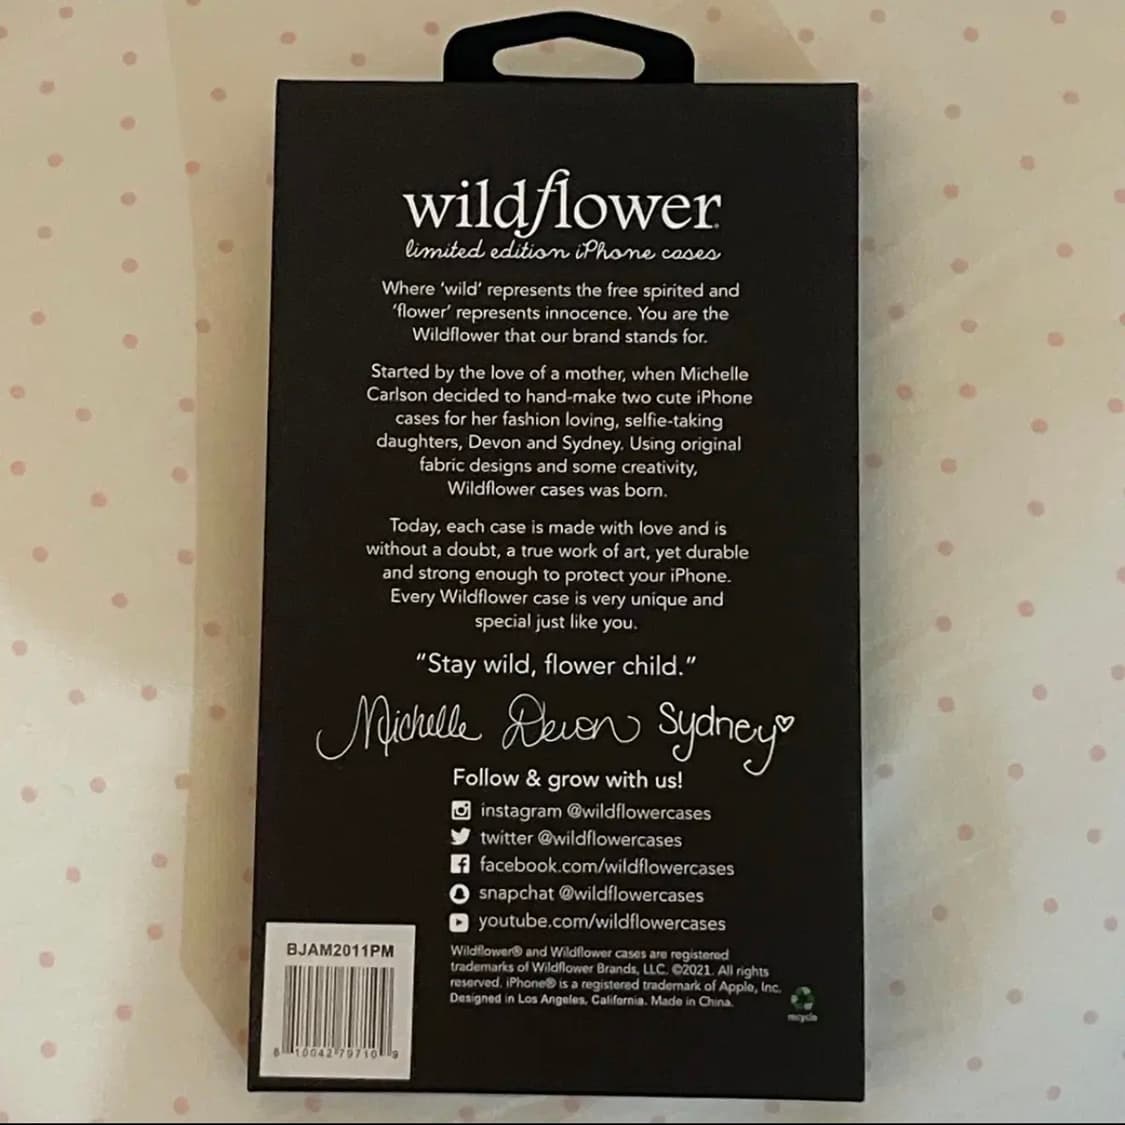 wildflower
limited edition iPhone cases
Where 'wild' represents the free spirited and
'flower' represents innocence. You are the
Wildflower that our brand stands for.
Started by the love of a mother, when Michelle
Carlson decided to hand-make two cute iPhone
cases for her fashion loving, selfie-taking
daughters, Devon and Sydney. Using original
fabric designs and some creativity,
Wildflower cases was born.
Today, each case is made with love and is
without a doubt, a true work of art, yet durable
and strong enough to protect your iPhone.
Every Wildflower case is very unique and
special just like you.
"Stay wild, flower child."
Michelle Devon Sydney
Follow & grow with us!
instagram @wildflowercases
twitter @wildflowercases
facebook.com/wildflowercases
snapchat @wildflowercases
youtube.com/wildflowercases
Wildflower® and Wildflower cases are registered
trademarks of Wildflower Brands, LLC. ©2021. All rights
reserved. iPhone® is a registered trademark of Apple, Inc.
Designed in Los Angeles, California. Made in China.
recycle
BJAM2011PM
8 10042 79710 9